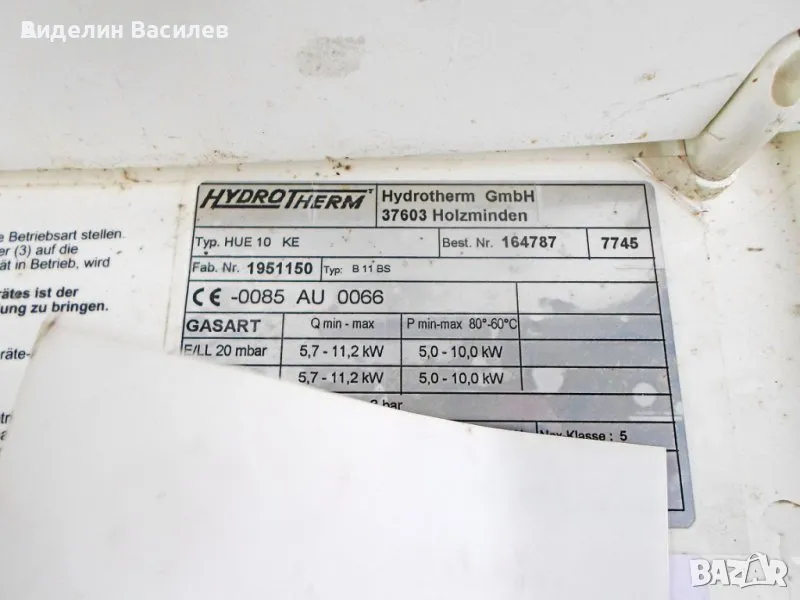 Виделин Василев
HYDROTHERM
Hydrotherm GmbH
37603 Holzminden
Typ. HUE 10 KE
Best. Nr. 164787
7745
Fab. Nr. 1951150
Typ: B 11 BS
CE -0085 AU 0066
GASART
Q min - max
P min-max 80°-60°C
E/LL 20 mbar
5,7 - 11,2 kW
5,0 - 10,0 kW
5,7 - 11,2 kW
5,0 - 10,0 kW
bar
Klasse : 5
e Betriebsart stellen.
er (3) auf die
ät in Betrieb, wird
rätes ist der
ung zu bringen.
räte-
BAZAR